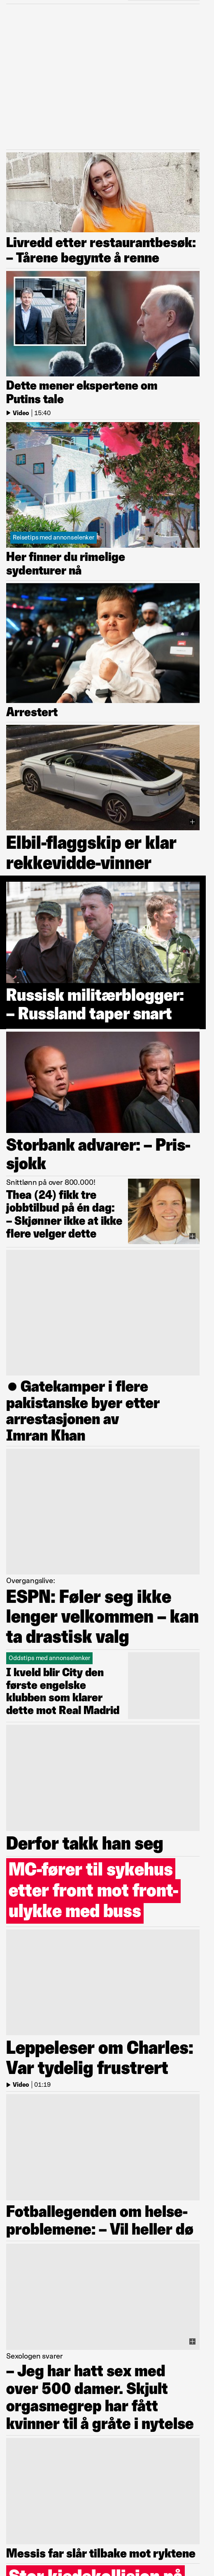 Livredd etter restaurantbesøk:
– Tårene begynte å renne
Dette mener ekspertene om
Putins tale
Video | 15:40
Reisetips med annonselenker
Her finner du rimelige
sydenturer nå
Arrestert
Elbil-flaggskip er klar
rekkevidde-vinner
Russisk militærblogger:
– Russland taper snart
Storbank advarer: – Pris-
sjokk
Snittlønn på over 800.000!
Thea (24) fikk tre
jobbtilbud på én dag:
– Skjønner ikke at ikke
flere velger dette
● Gatekamper i flere
pakistanske byer etter
arrestasjonen av
Imran Khan
Overgangslive:
ESPN: Føler seg ikke
lenger velkommen – kan
ta drastisk valg
Oddstips med annonselenker
I kveld blir City den
første engelske
klubben som klarer
dette mot Real Madrid
Derfor takk han seg
MC-fører til sykehus
etter front mot front-
ulykke med buss
Leppeleser om Charles:
Var tydelig frustrert
Video | 01:19
Fotballegenden om helse-
problemene: – Vil heller dø
Sexologen svarer
– Jeg har hatt sex med
over 500 damer. Skjult
orgasmegrep har fått
kvinner til å gråte i nytelse
Messis far slår tilbake mot ryktene